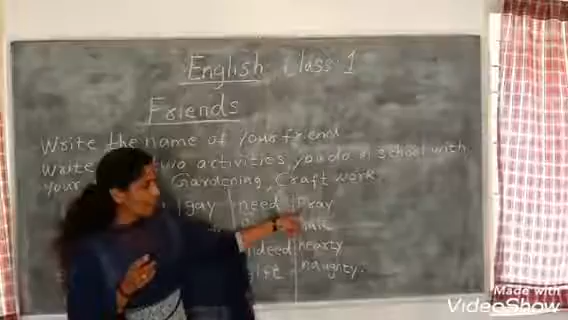 English Class 1
Friends
Write the name of your friend
Write two activities, you do in school with
your Gardening, Craft work.
gay need Pray
indeed hearty
naughty.
Made with
VideoShow